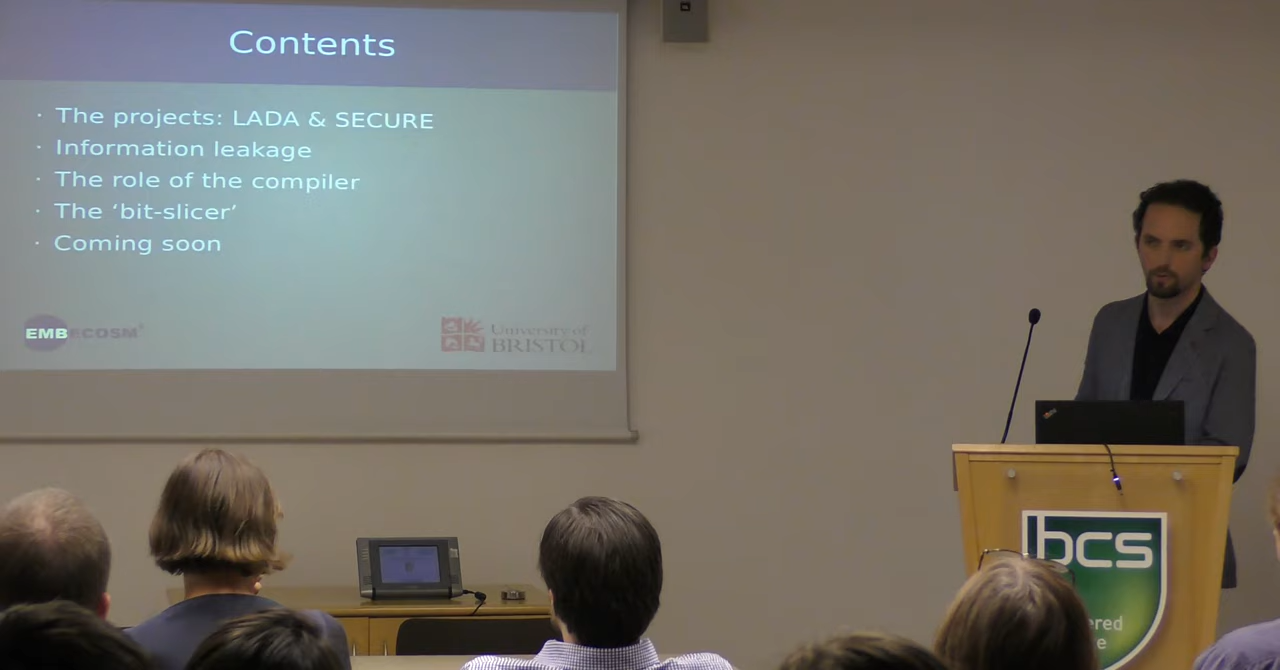 Contents
· The projects: LADA & SECURE
· Information leakage
· The role of the compiler
· The ‘bit-slicer’
· Coming soon
EMBECOSM®
University of
BRISTOL
bcs
ered
e